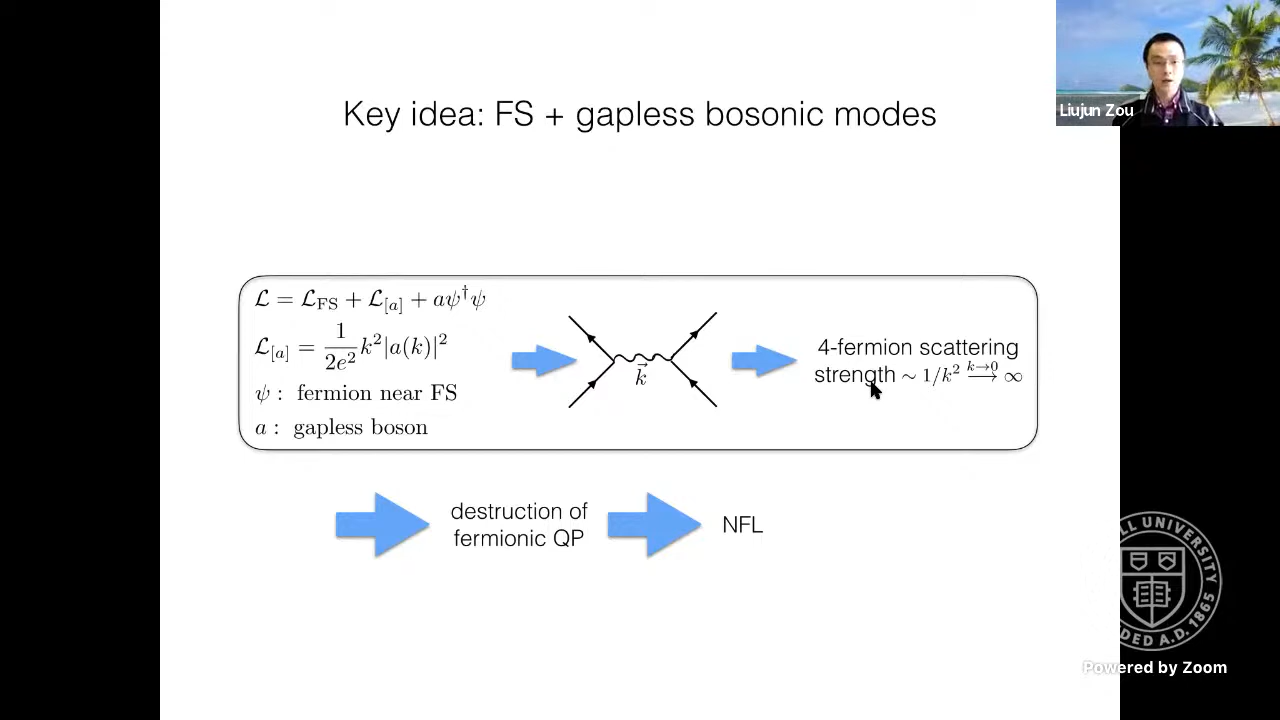 Liujun Zou
Key idea: FS + gapless bosonic modes
ℒ = ℒ_FS + ℒ_[a] + aψ†ψ
ℒ_[a] = 1/(2e²) k²|a(k)|²
ψ : fermion near FS
a : gapless boson
k⃗
4-fermion scattering
strength ∼ 1/k² —k→0→ ∞
destruction of
fermionic QP
NFL
LL UNIVERSITY
DED A.D. 1865
Powered by Zoom